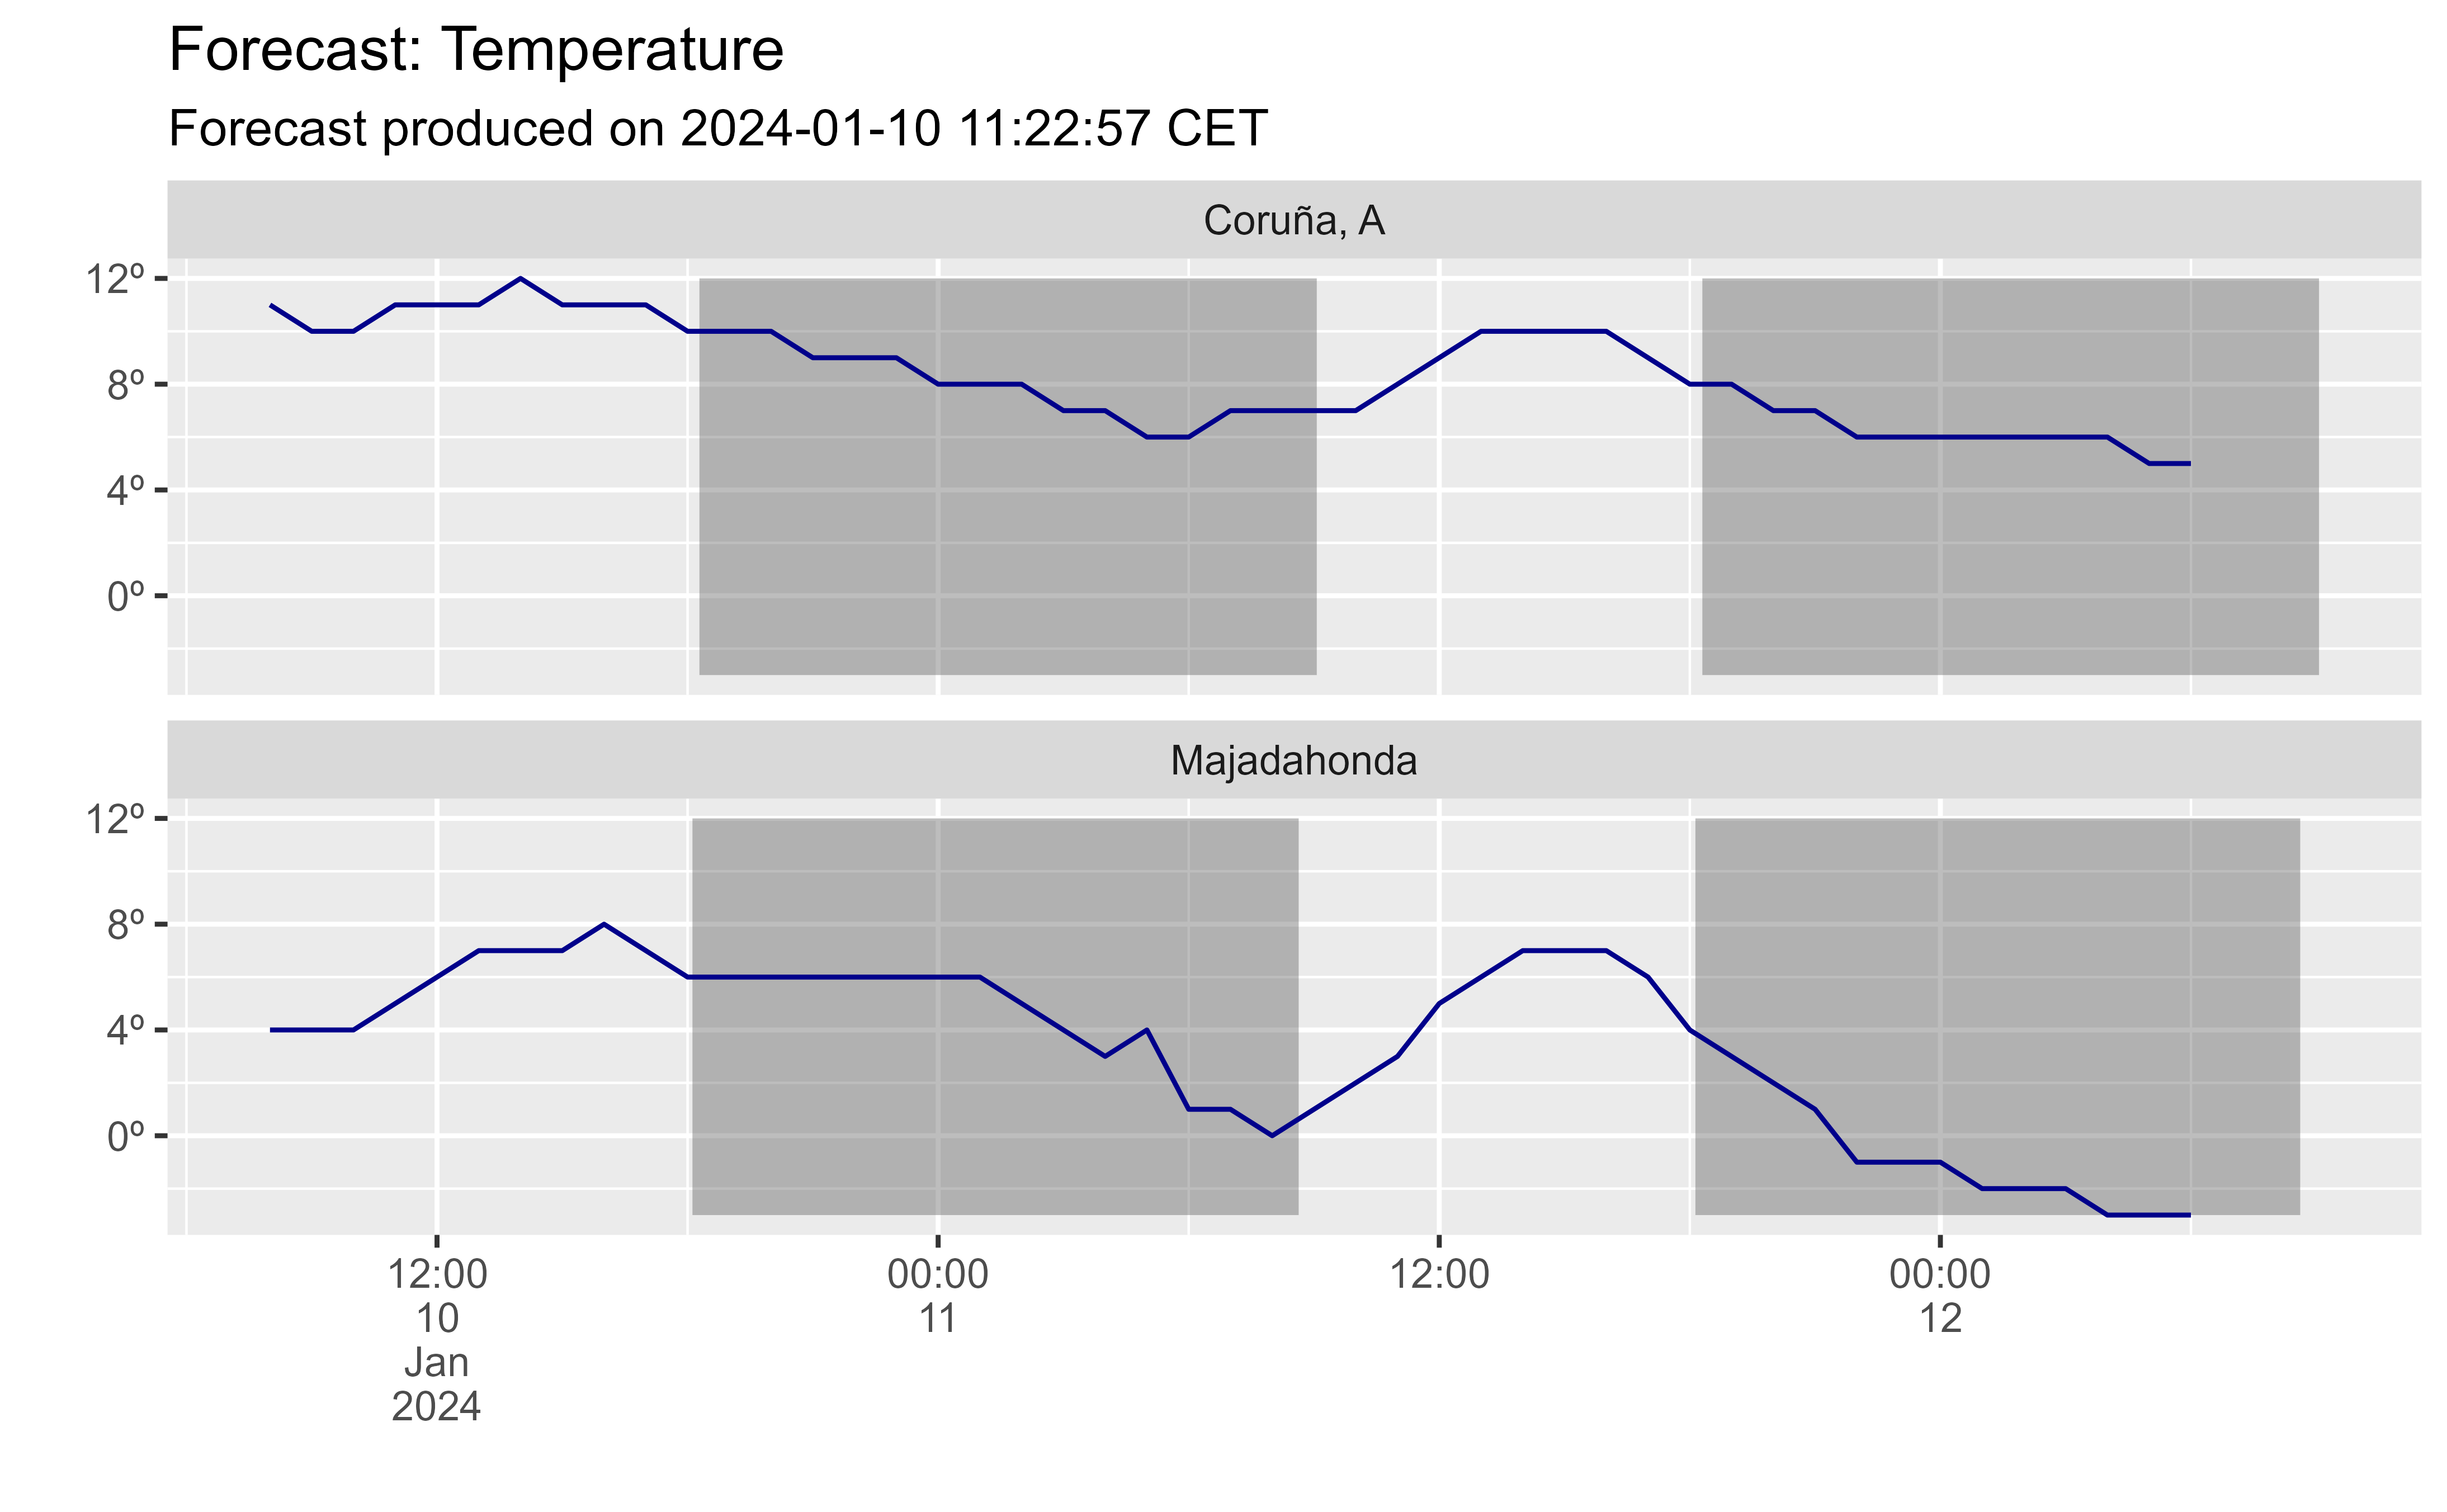 Forecast: Temperature
Forecast produced on 2024-01-10 11:22:57 CET
Coruña, A
12º
8º
4º
0º
Majadahonda
12º
8º
4º
0º
12:00 00:00 12:00 00:00
10 11 12
Jan
2024